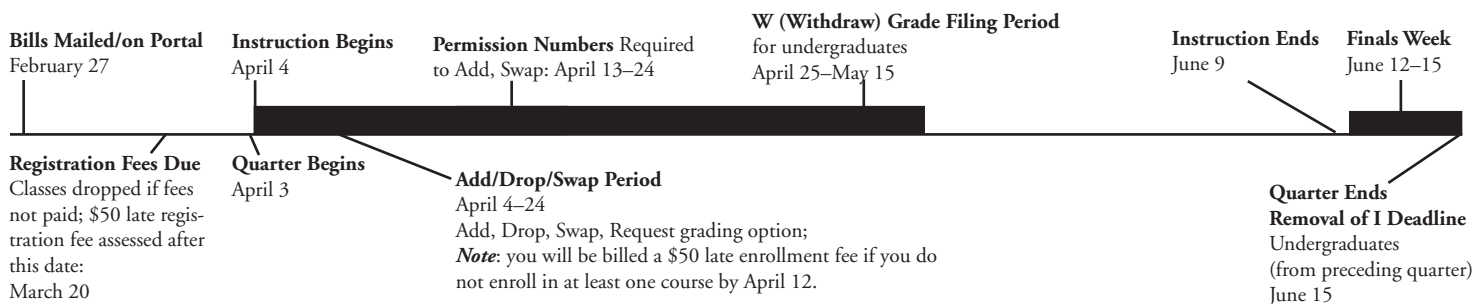 Bills Mailed/on Portal
February 27
Instruction Begins
April 4
Permission Numbers Required
to Add, Swap: April 13–24
W (Withdraw) Grade Filing Period
for undergraduates
April 25–May 15
Instruction Ends
June 9
Finals Week
June 12–15
Registration Fees Due
Classes dropped if fees
not paid; $50 late regis-
tration fee assessed after
this date:
March 20
Quarter Begins
April 3
Add/Drop/Swap Period
April 4–24
Add, Drop, Swap, Request grading option;
Note: you will be billed a $50 late enrollment fee if you do
not enroll in at least one course by April 12.
Quarter Ends
Removal of I Deadline
Undergraduates
(from preceding quarter)
June 15